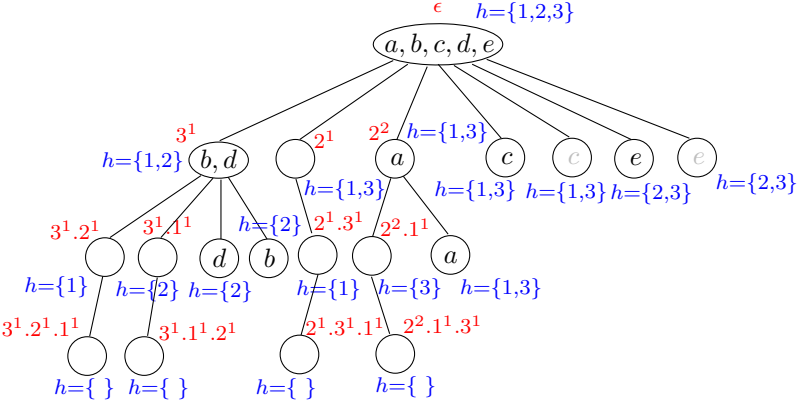 ϵ
h={1,2,3}
a, b, c, d, e
3¹
2¹
2²
h={1,3}
h={1,2}
b, d
a
c
c
e
e
h={1,3}
h={1,3}
h={1,3}
h={2,3}
h={2,3}
3¹.2¹
3¹.1¹
h={2}
2¹.3¹
2².1¹
d
b
a
h={1}
h={2}
h={2}
h={1}
h={3}
h={1,3}
3¹.2¹.1¹
3¹.1¹.2¹
2¹.3¹.1¹
2².1¹.3¹
h={ }
h={ }
h={ }
h={ }